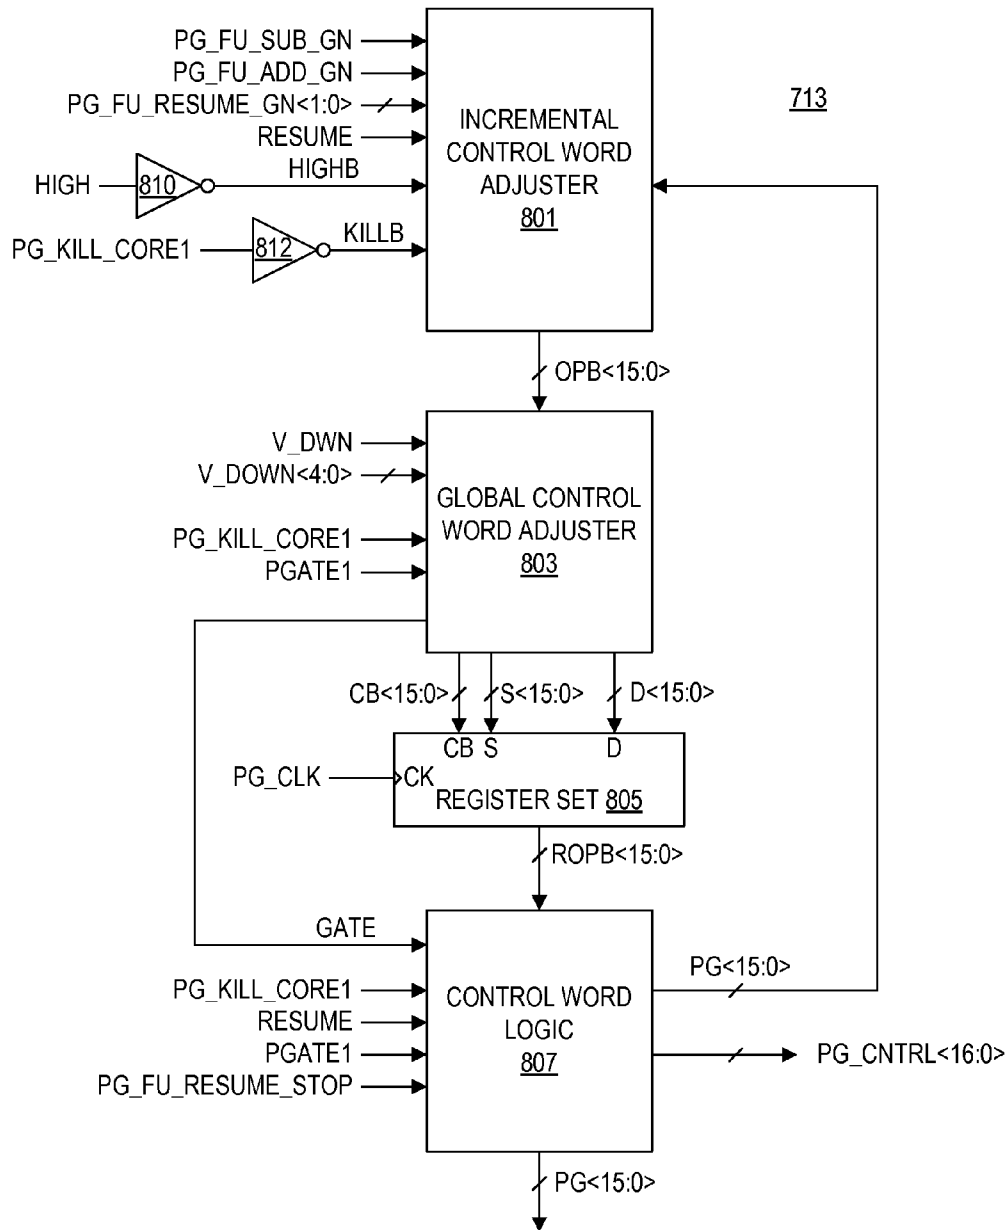 PG_FU_SUB_GN
PG_FU_ADD_GN
PG_FU_RESUME_GN<1:0>
RESUME
HIGH
810
HIGHB
PG_KILL_CORE1
812
KILLB
INCREMENTAL
CONTROL WORD
ADJUSTER
801
713
OPB<15:0>
V_DWN
V_DOWN<4:0>
PG_KILL_CORE1
PGATE1
GLOBAL CONTROL
WORD ADJUSTER
803
CB<15:0>
S<15:0>
D<15:0>
CB S D
PG_CLK
CK
REGISTER SET 805
ROPB<15:0>
GATE
PG_KILL_CORE1
RESUME
PGATE1
PG_FU_RESUME_STOP
CONTROL WORD
LOGIC
807
PG<15:0>
PG_CNTRL<16:0>
PG<15:0>